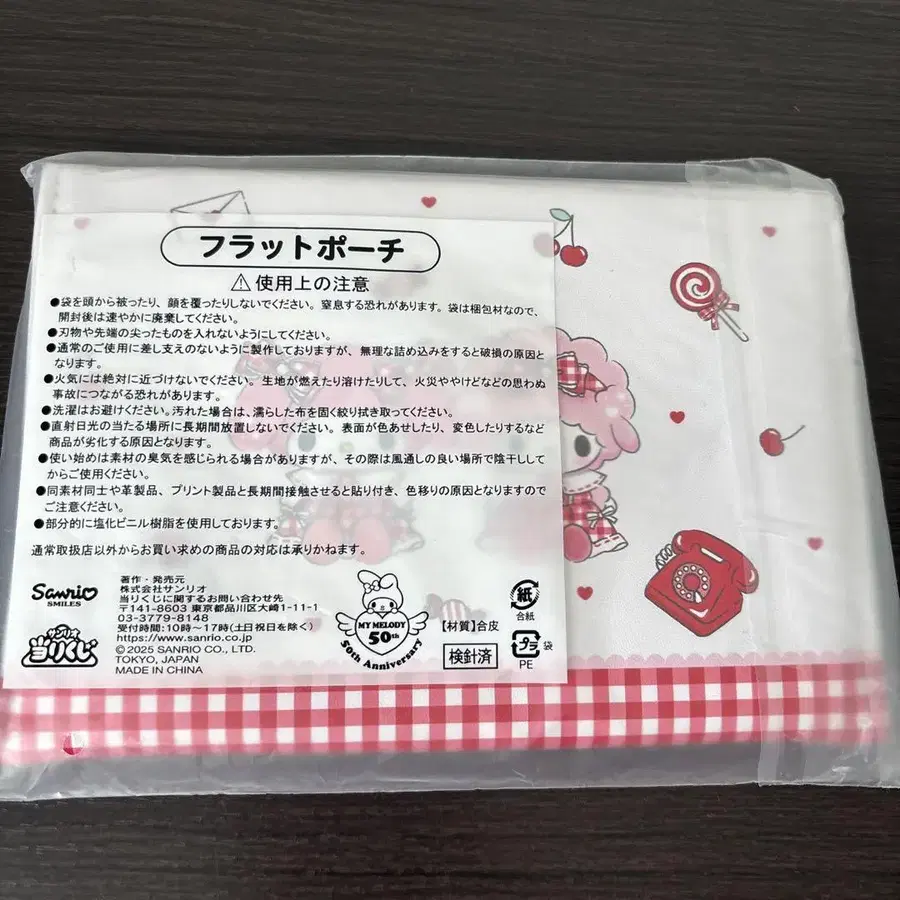 フラットポーチ
⚠使用上の注意
●袋を頭から被ったり、顔を覆ったりしないでください。窒息する恐れがあります。袋は梱包材なので、
開封後は速やかに廃棄してください。
●刃物や先端の尖ったものを入れないようにしてください。
●通常のご使用に差し支えのないように製作しておりますが、無理な詰め込みをすると破損の原因と
なります。
●火気には絶対に近づけないでください。生地が燃えたり溶けたりして、火災ややけどなどの思わぬ
事故につながる恐れがあります。
●洗濯はお避けください。汚れた場合は、濡らした布を固く絞り拭き取ってください。
●直射日光の当たる場所に長期間放置しないでください。表面が色あせしたり、変色したりするなど
商品が劣化する原因となります。
●使い始めは素材の臭気を感じられる場合がありますが、その際は風通しの良い場所で陰干ししてからご使用ください。
●同素材同士や革製品、プリント製品と長期間接触させると貼り付き、色移りの原因となりますので
ご注意ください。
●部分的に塩化ビニル樹脂を使用しております。
通常取扱店以外からお買い求めの商品の対応は承りかねます。
Sanrio
SMILES
サンリオ
当りくじ
著作・発売元
株式会社サンリオ
当りくじに関するお問い合わせ先
〒141-8603 東京都品川区大崎1-11-1
03-3779-8148
受付時間:10時〜17時(土日祝日を除く)
https://www.sanrio.co.jp
© 2025 SANRIO CO., LTD.
TOKYO, JAPAN
MADE IN CHINA
MY MELODY
50th
50th Anniversary
【材質】合皮
検針済
紙
合紙
プラ
袋
PE